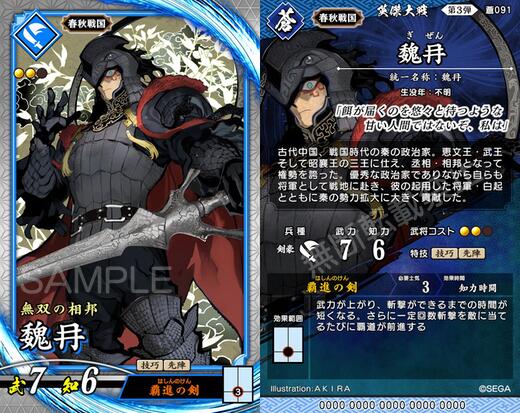 春秋戦国
SAMPLE
無双の相邦
魏冄
技巧 先陣
武7 知6
はしんのけん
覇進の剣
3
蒼
春秋戦国
英傑大戦
第3弾
蒼091
ぎ ぜん
魏冄
統一名称:魏冄
生没年:不明
「餌が届くのを悠々と待つような
甘い人間ではないぞ、私は」
古代中国、戦国時代の秦の政治家。恵文王・武王
そして昭襄王の三王に仕え、丞相・相邦となって
権勢を誇った。優秀な政治家でありながら自らも
将軍として戦地に赴き、彼の起用した将軍・白起
とともに秦の勢力拡大に大きく貢献した。
兵種 武力 知力 武将コスト
剣豪 7 6 特技 技巧 先陣
はしんのけん 必要士気 効果時間
覇進の剣 3 知力時間
効果範囲
武力が上がり、斬撃ができるまでの時間が
短くなる。さらに一定回数斬撃を敵に当て
るたびに覇道が前進する
Illustration:AKIRA
©SEGA
0000 0000 0000 0000 0000